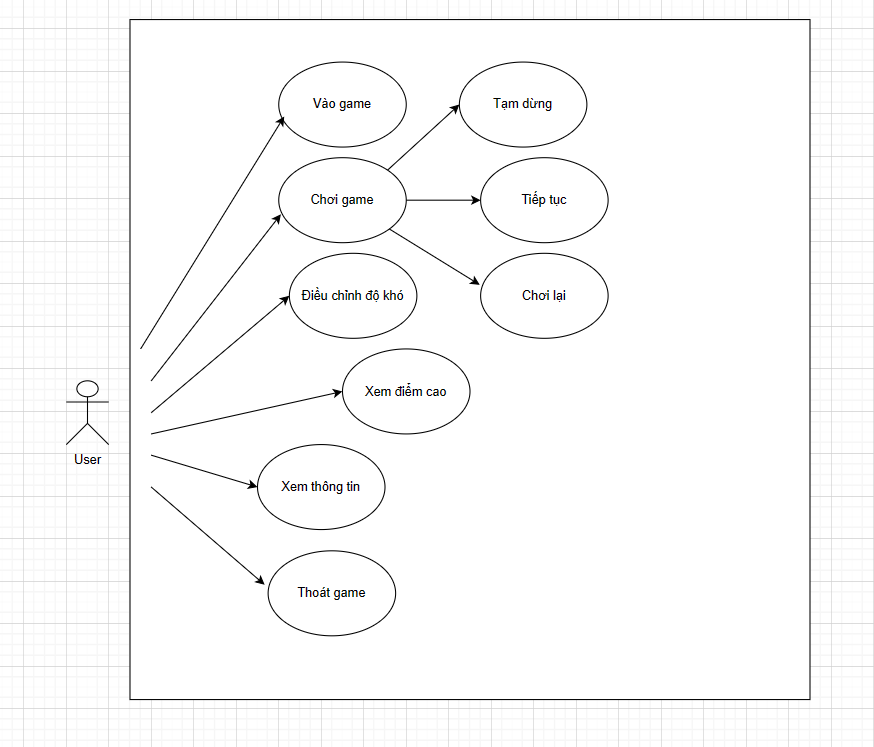 Vào game
Tạm dừng
Chơi game
Tiếp tục
Điều chỉnh độ khó
Chơi lại
Xem điểm cao
User
Xem thông tin
Thoát game